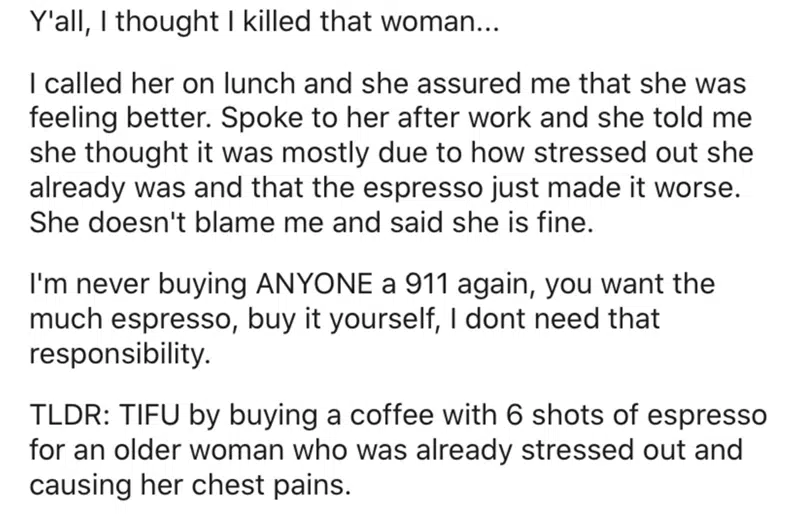 Y'all, I thought I killed that woman...
I called her on lunch and she assured me that she was
feeling better. Spoke to her after work and she told me
she thought it was mostly due to how stressed out she
already was and that the espresso just made it worse.
She doesn't blame me and said she is fine.
I'm never buying ANYONE a 911 again, you want the
much espresso, buy it yourself, I dont need that
responsibility.
TLDR: TIFU by buying a coffee with 6 shots of espresso
for an older woman who was already stressed out and
causing her chest pains.